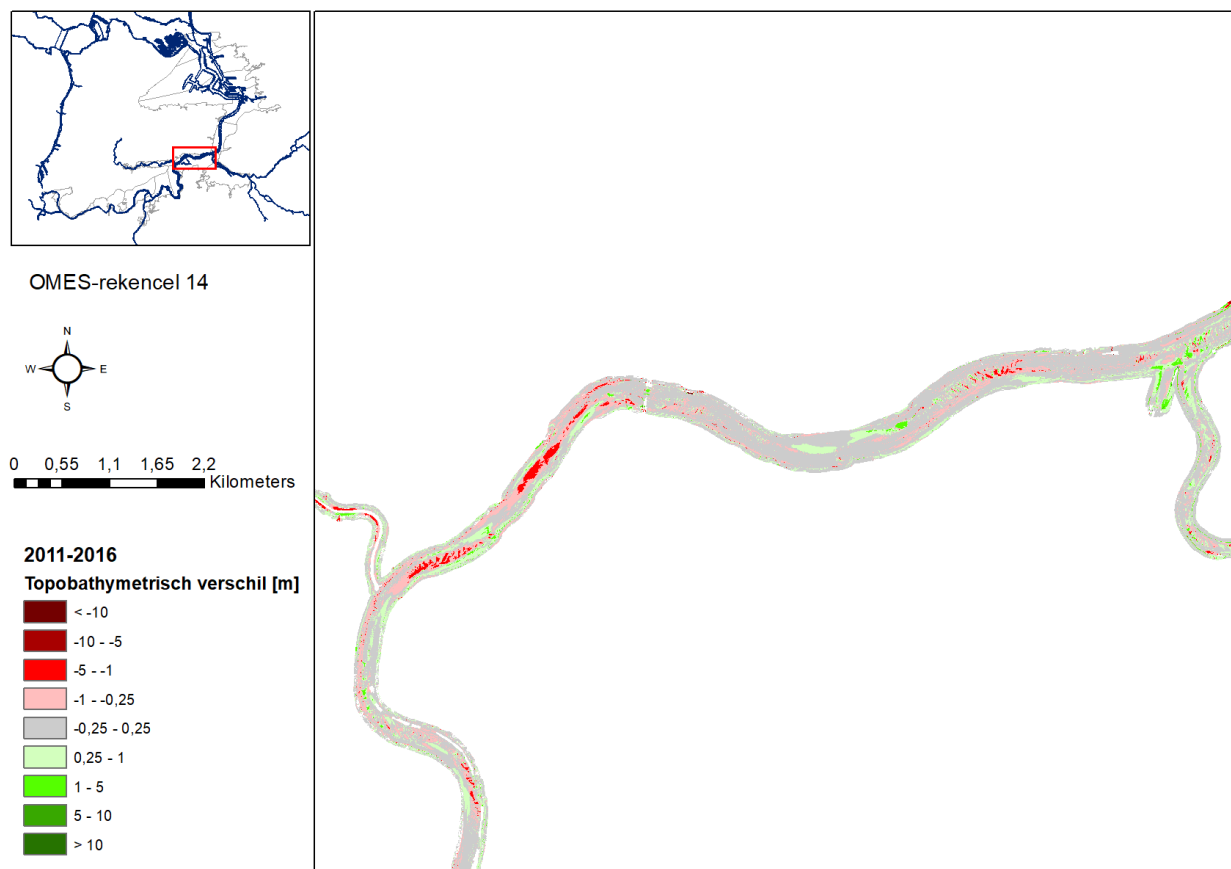 OMES-rekencel 14
N
W E
S
0 0,55 1,1 1,65 2,2
Kilometers
2011-2016
Topobathymetrisch verschil [m]
< -10
-10 - -5
-5 - -1
-1 - -0,25
-0,25 - 0,25
0,25 - 1
1 - 5
5 - 10
> 10